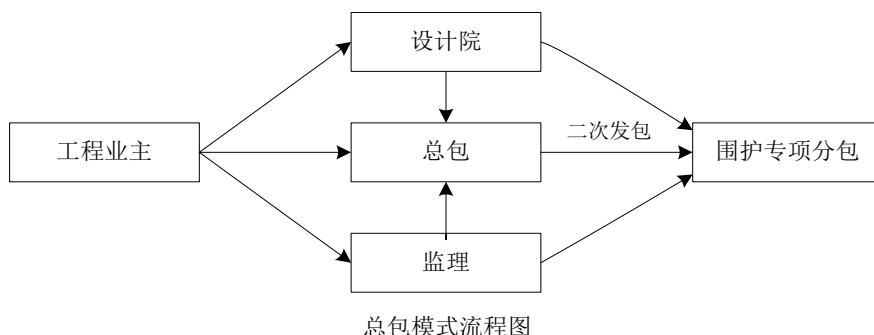 设计院
二次发包
工程业主
总包
围护专项分包
监理
总包模式流程图